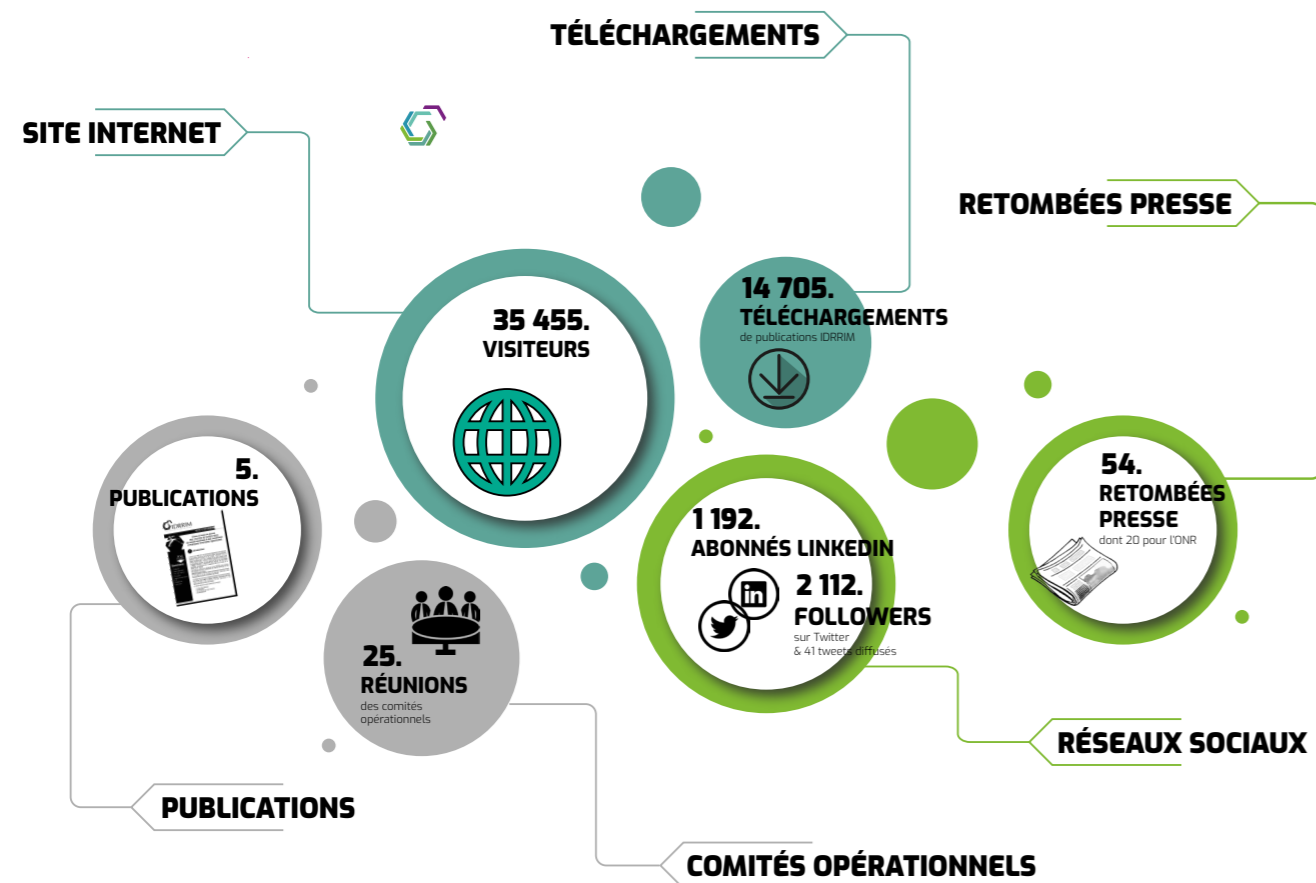 TÉLÉCHARGEMENTS
SITE INTERNET
RETOMBÉES PRESSE
14 705.
TÉLÉCHARGEMENTS
de publications IDRRIM
35 455.
VISITEURS
5.
PUBLICATIONS
IDRRIM
54.
RETOMBÉES
PRESSE
dont 20 pour l'ONR
1 192.
ABONNÉS LINKEDIN
in
2 112.
FOLLOWERS
sur Twitter
& 41 tweets diffusés
25.
RÉUNIONS
des comités
opérationnels
RÉSEAUX SOCIAUX
PUBLICATIONS
COMITÉS OPÉRATIONNELS